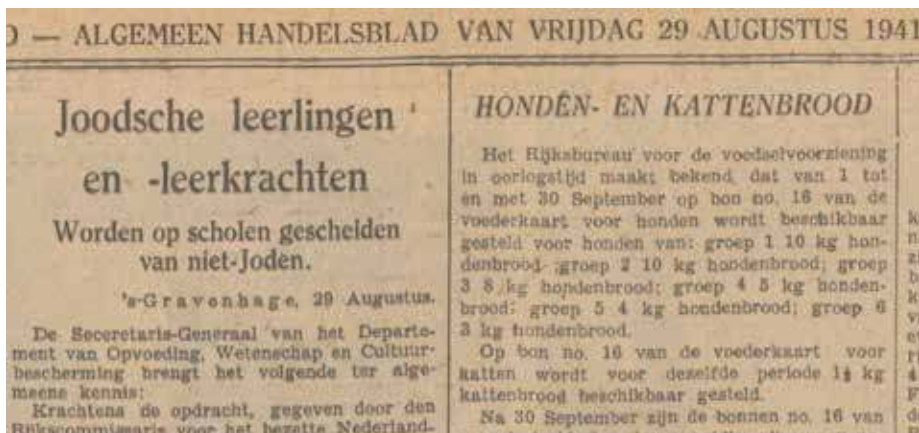 — ALGEMEEN HANDELSBLAD VAN VRIJDAG 29 AUGUSTUS 1941
Joodsche leerlingen
en -leerkrachten
Worden op scholen gescheiden
van niet-Joden.
's-Gravenhage, 29 Augustus.
De Secretaris-Generaal van het Departe-
ment van Opvoeding, Wetenschap en Cultuur-
bescherming brengt het volgende ter alge-
meene kennis:
Krachtens de opdracht, gegeven door den
Rijkscommissaris voor het bezette Nederland-
HONDEN- EN KATTENBROOD
Het Rijksbureau voor de voedselvoorziening
in oorlogstijd maakt bekend, dat van 1 tot
en met 30 September op bon no. 16 van de
voederkaart voor honden wordt beschikbaar
gesteld voor honden van: groep 1 10 kg hon-
denbrood; groep 2 10 kg hondenbrood; groep
3 8 kg hondenbrood; groep 4 5 kg honden-
brood; groep 5 4 kg hondenbrood; groep 6
3 kg hondenbrood.
Op bon no. 16 van de voederkaart voor
katten wordt voor dezelfde periode 1½ kg
kattenbrood beschikbaar gesteld.
Na 30 September zijn de bonnen no. 16 van